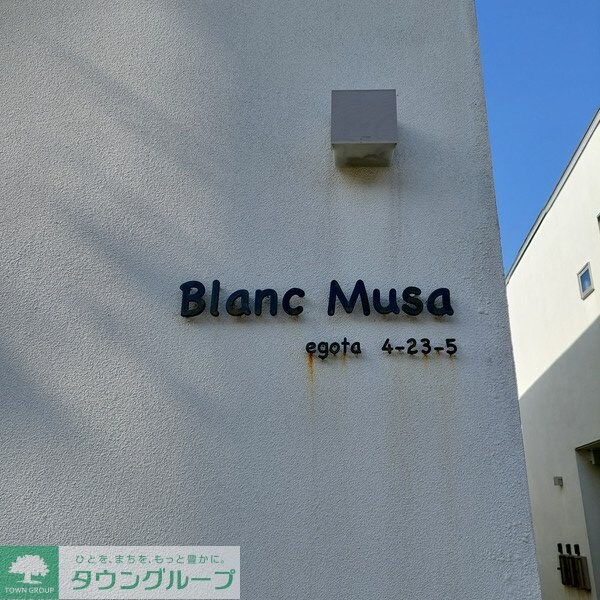 Blanc Musa
egota 4-23-5
ひとを、まちを、もっと豊かに。
タウングループ
TOWN GROUP